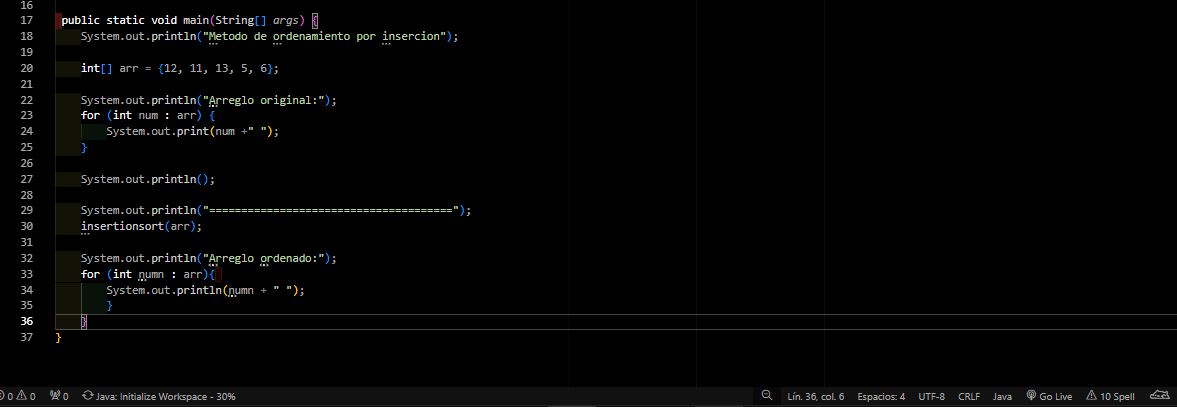 16
17 public static void main(String[] args) {
18 System.out.println("Metodo de ordenamiento por insercion");
19
20 int[] arr = {12, 11, 13, 5, 6};
21
22 System.out.println("Arreglo original:");
23 for (int num : arr) {
24 System.out.print(num +" ");
25 }
26
27 System.out.println();
28
29 System.out.println("======================================");
30 insertionsort(arr);
31
32 System.out.println("Arreglo ordenado:");
33 for (int numn : arr){
34 System.out.println(numn + " ");
35 }
36 }
37 }
0 0 0 Java: Initialize Workspace - 30% Lín. 36, col. 6 Espacios: 4 UTF-8 CRLF Java Go Live 10 Spell